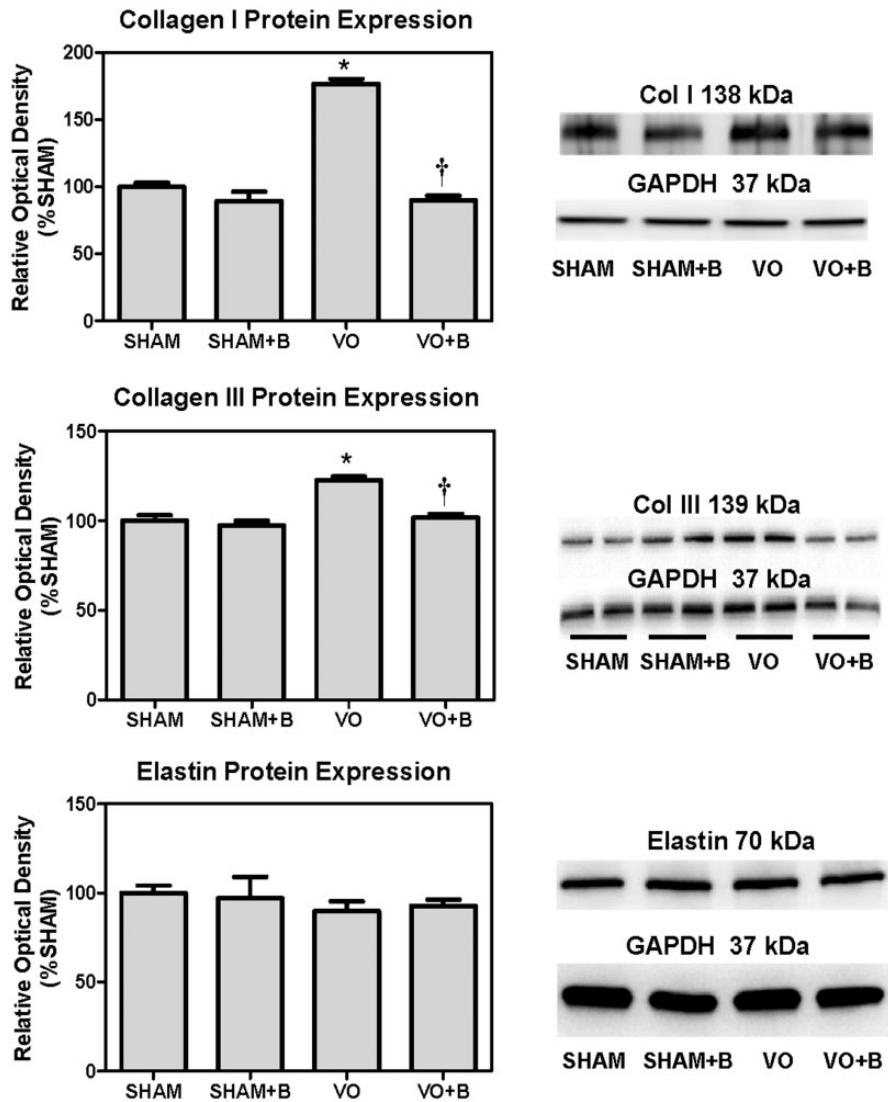 Collagen I Protein Expression
Relative Optical Density
(%SHAM)
200
150
100
50
0
*
†
SHAM SHAM+B VO VO+B
Col I 138 kDa
GAPDH 37 kDa
SHAM SHAM+B VO VO+B
Collagen III Protein Expression
Relative Optical Density
(%SHAM)
150
100
50
0
*
†
SHAM SHAM+B VO VO+B
Col III 139 kDa
GAPDH 37 kDa
SHAM SHAM+B VO VO+B
Elastin Protein Expression
Relative Optical Density
(%SHAM)
150
100
50
0
SHAM SHAM+B VO VO+B
Elastin 70 kDa
GAPDH 37 kDa
SHAM SHAM+B VO VO+B